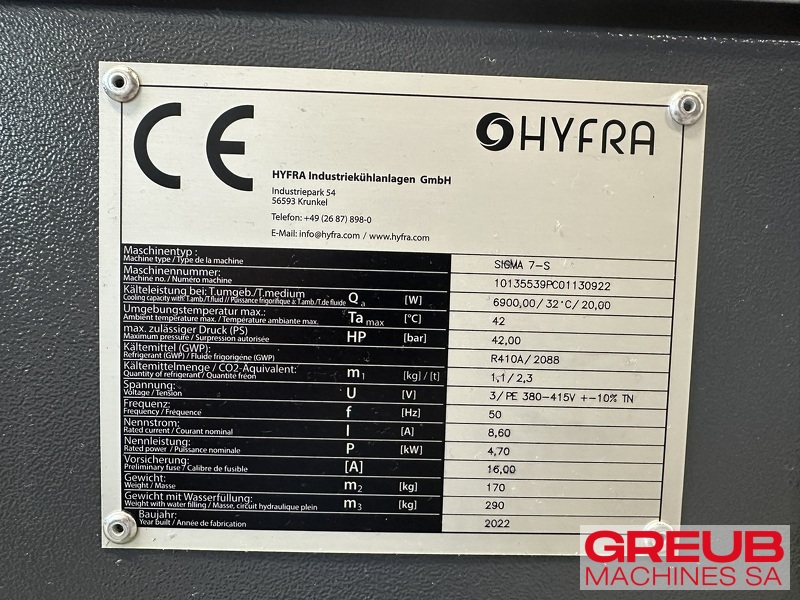 CE
HYFRA
HYFRA Industriekühlanlagen GmbH
Industriepark 54
56593 Krunkel
Telefon: +49 (26 87) 898-0
E-Mail: info@hyfra.com / www.hyfra.com
Maschinentyp : SIGMA 7-S
Machine type / Type de la machine
Maschinennummer: 10135539PC01130922
Machine no. / Numéro machine
Kälteleistung bei T.umgeb./T.medium Qa [W] 6900,00/32°C/20,00
Cooling capacity with: T.amb./T.fluid // Puissance frigorifique à: T.amb./T.de fluide
Umgebungstemperatur max.: Ta max [°C] 42
Ambient temperature max. / Temperature ambiante max.
max. zulässiger Druck (PS) HP [bar] 42,00
Maximum pressure / Surpression autorisée
Kältemittel (GWP): R410A/2088
Refrigerant (GWP) / Fluide frigorigène (GWP)
Kältemittelmenge / CO2-Äquivalent: m1 [kg] / [t] 1,1/2,3
Quantity of refrigerant / Quantite fréon
Spannung: U [V] 3/PE 380-415V +-10% TN
Voltage / Tension
Frequenz: f [Hz] 50
Frequency / Fréquence
Nennstrom: I [A] 8,60
Rated current / Courant nominal
Nennleistung: P [kW] 4,70
Rated power / Puissance nominale
Vorsicherung: [A] 16,00
Preliminary fuse / Calibre de fusible
Gewicht: m2 [kg] 170
Weight / Masse
Gewicht mit Wasserfüllung: m3 [kg] 290
Weight with water filling / Masse, circuit hydraulique plein
Baujahr: 2022
Year built / Année de fabrication
GREUB
MACHINES SA